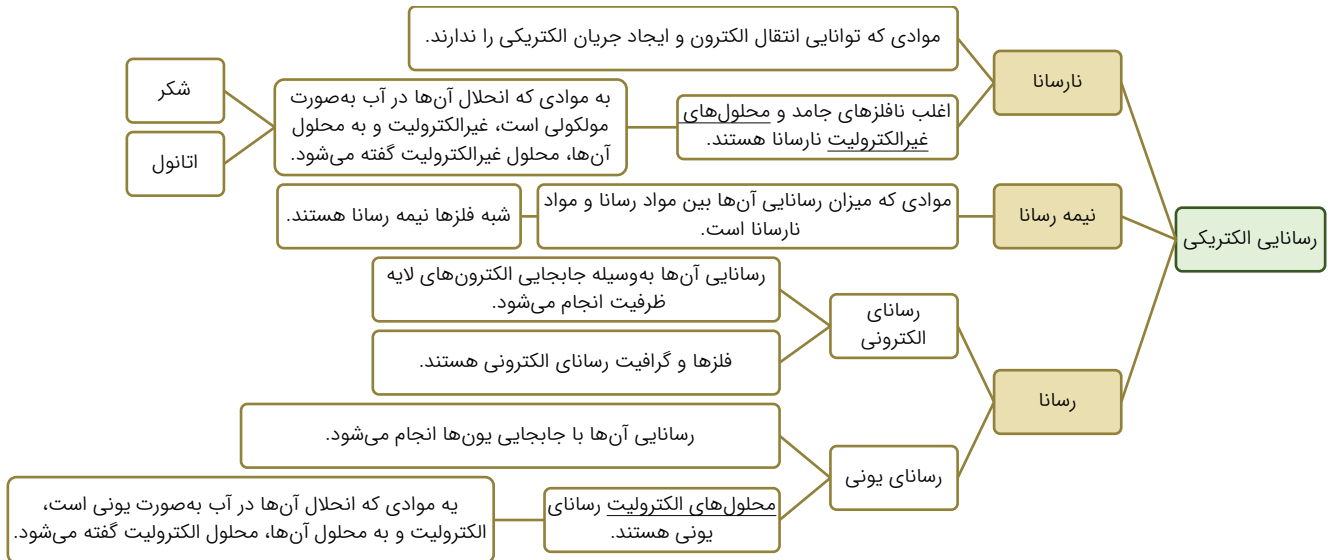 رسانایی الکتریکی
نارسانا
موادی که توانایی انتقال الکترون و ایجاد جریان الکتریکی را ندارند.
اغلب نافلزهای جامد و محلول‌های
غیرالکترولیت نارسانا هستند.
به موادی که انحلال آن‌ها در آب به‌صورت
مولکولی است، غیرالکترولیت و به محلول
آن‌ها، محلول غیرالکترولیت گفته می‌شود.
شکر
اتانول
نیمه رسانا
موادی که میزان رسانایی آن‌ها بین مواد رسانا و مواد
نارسانا است.
شبه فلزها نیمه رسانا هستند.
رسانا
رسانای
الکترونی
رسانایی آن‌ها به‌وسیله جابجایی الکترون‌های لایه
ظرفیت انجام می‌شود.
فلزها و گرافیت رسانای الکترونی هستند.
رسانای یونی
رسانایی آن‌ها با جابجایی یون‌ها انجام می‌شود.
محلول‌های الکترولیت رسانای
یونی هستند.
یه موادی که انحلال آن‌ها در آب به‌صورت یونی است،
الکترولیت و به محلول آن‌ها، محلول الکترولیت گفته می‌شود.